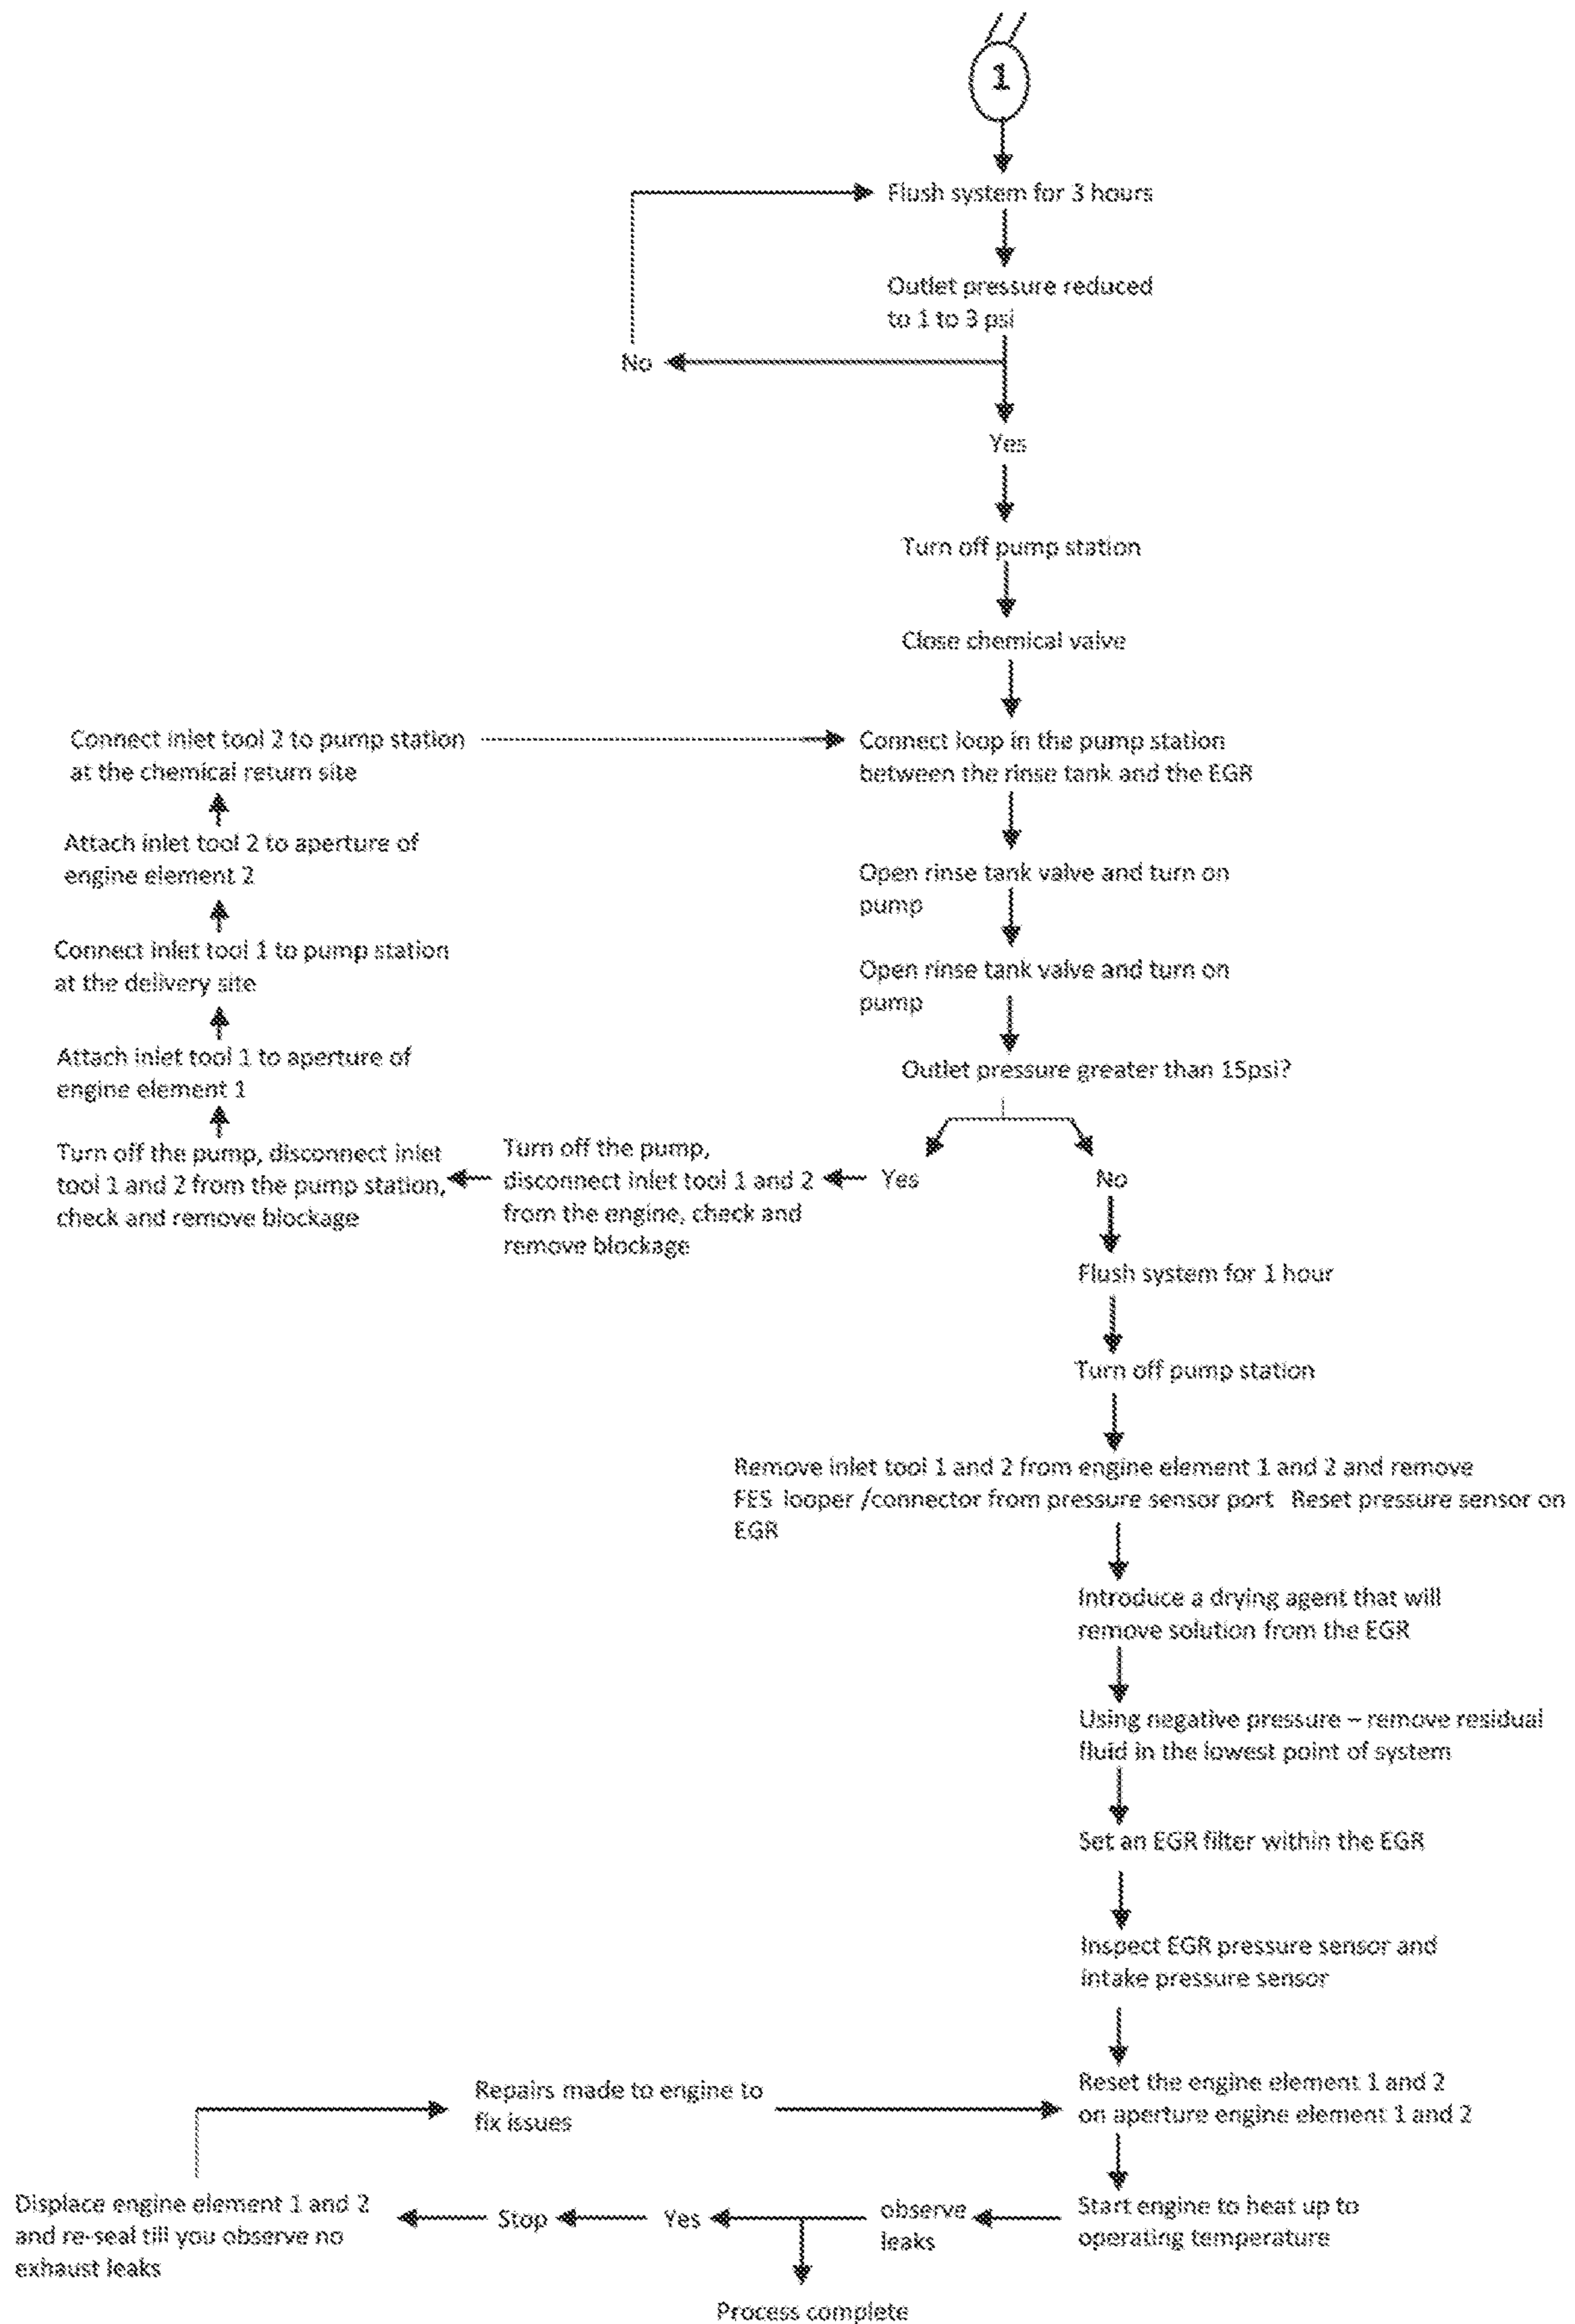 1
Flush system for 3 hours
Outlet pressure reduced
to 1 to 3 psi
No
Yes
Turn off pump station
Close chemical valve
Connect inlet tool 2 to pump station
at the chemical return site
Connect loop in the pump station
between the rinse tank and the EGR
Attach inlet tool 2 to aperture of
engine element 2
Open rinse tank valve and turn on
pump
Connect inlet tool 1 to pump station
at the delivery site
Open rinse tank valve and turn on
pump
Attach inlet tool 1 to aperture of
engine element 1
Outlet pressure greater than 15psi?
Turn off the pump, disconnect inlet
tool 1 and 2 from the pump station,
check and remove blockage
Turn off the pump,
disconnect inlet tool 1 and 2
from the engine, check and
remove blockage
Yes
No
Flush system for 1 hour
Turn off pump station
Remove inlet tool 1 and 2 from engine element 1 and 2 and remove
FES looper /connector from pressure sensor port Reset pressure sensor on
EGR
Introduce a drying agent that will
remove solution from the EGR
Using negative pressure – remove residual
fluid in the lowest point of system
Set an EGR filter within the EGR
Inspect EGR pressure sensor and
intake pressure sensor
Repairs made to engine to
fix issues
Reset the engine element 1 and 2
on aperture engine element 1 and 2
Displace engine element 1 and 2
and re-seal till you observe no
exhaust leaks
Stop
Yes
observe
leaks
Start engine to heat up to
operating temperature
Process complete